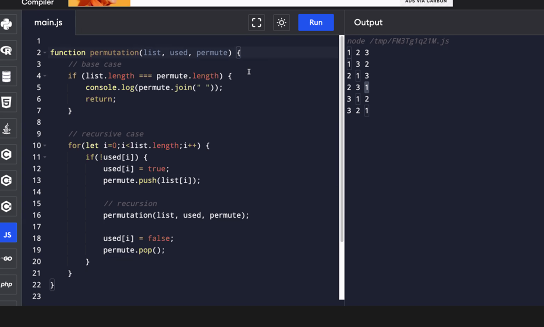 Compiler
ADS VIA CARBON
main.js
Run
Output
1
2 function permutation(list, used, permute) {
3 // base case
4 if (list.length === permute.length) {
5 console.log(permute.join(" "));
6 return;
7 }
8
9 // recursive case
10 for(let i=0;i<list.length;i++) {
11 if(!used[i]) {
12 used[i] = true;
13 permute.push(list[i]);
14
15 // recursion
16 permutation(list, used, permute);
17
18 used[i] = false;
19 permute.pop();
20 }
21 }
22 }
23
node /tmp/FM3Tg1q21M.js
1 2 3
1 3 2
2 1 3
2 3 1
3 1 2
3 2 1
JS
GO
php